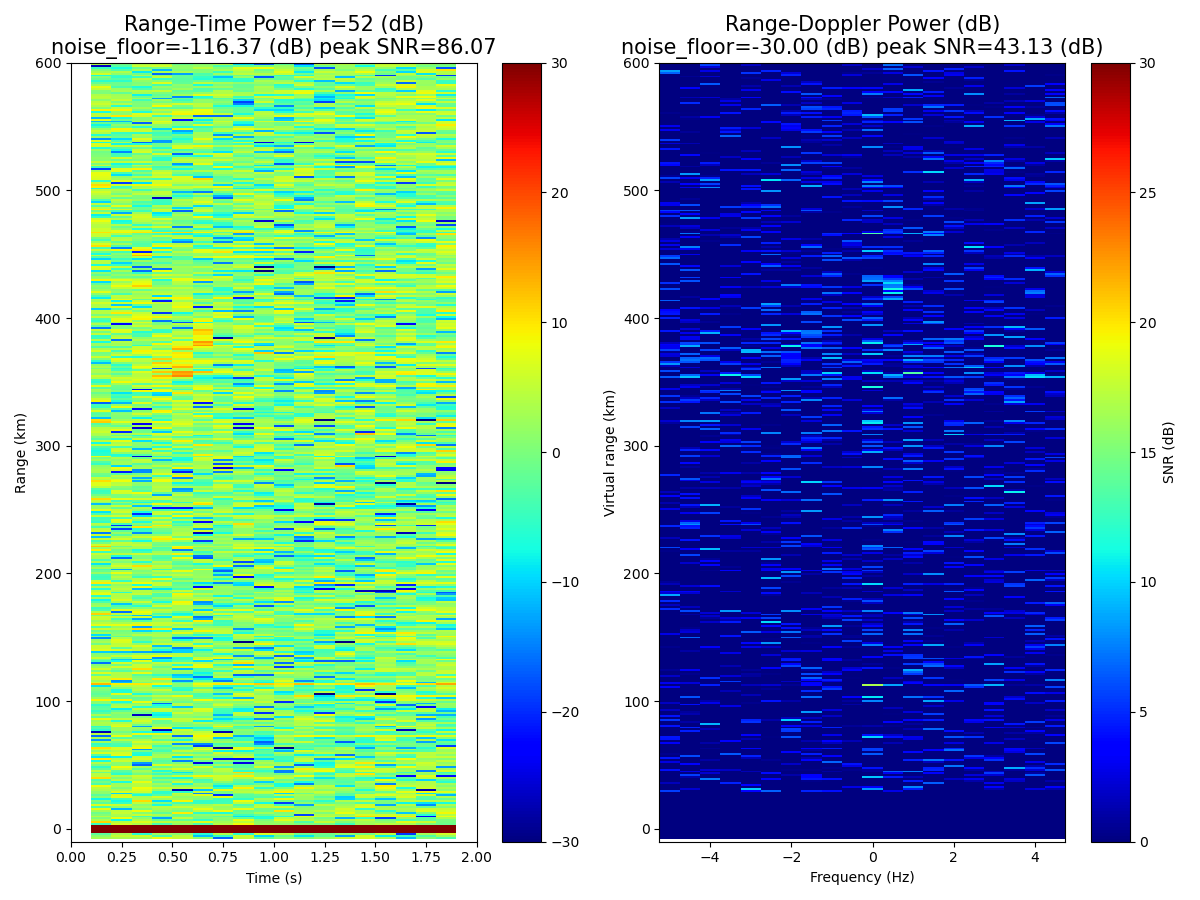 Range-Time Power f=52 (dB)
noise_floor=-116.37 (dB) peak SNR=86.07
600
500
400
300
200
100
0
Range (km)
0.00 0.25 0.50 0.75 1.00 1.25 1.50 1.75 2.00
Time (s)
30
20
10
0
−10
−20
−30
Range-Doppler Power (dB)
noise_floor=-30.00 (dB) peak SNR=43.13 (dB)
600
500
400
300
200
100
0
Virtual range (km)
−4 −2 0 2 4
Frequency (Hz)
30
25
20
15
10
5
0
SNR (dB)